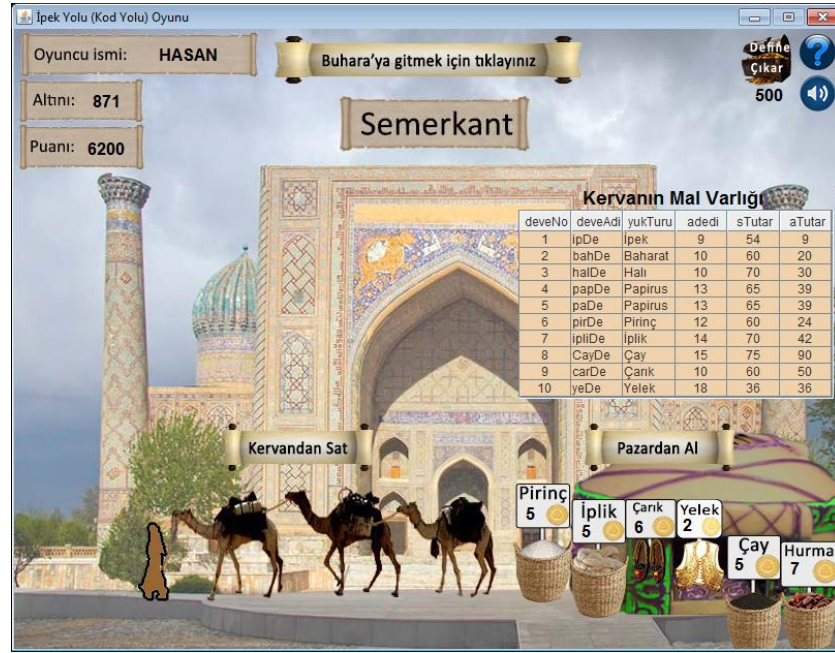 İpek Yolu (Kod Yolu) Oyunu
Oyuncu ismi: HASAN
Buhara'ya gitmek için tıklayınız
Define
Çıkar
500
Altını: 871
Semerkant
Puanı: 6200
Kervanın Mal Varlığı
deveNo deveAdi yukTuru adedi sTutar aTutar
1 ipDe İpek 9 54 9
2 bahDe Baharat 10 60 20
3 halDe Halı 10 70 30
4 papDe Papirus 13 65 39
5 paDe Papirus 13 65 39
6 pirDe Pirinç 12 60 24
7 ipliDe İplik 14 70 42
8 CayDe Çay 15 75 90
9 carDe Çarık 10 60 50
10 yeDe Yelek 18 36 36
Kervandan Sat
Pazardan Al
Pirinç
5
İplik
5
Çarık
6
Yelek
2
Çay
5
Hurma
7